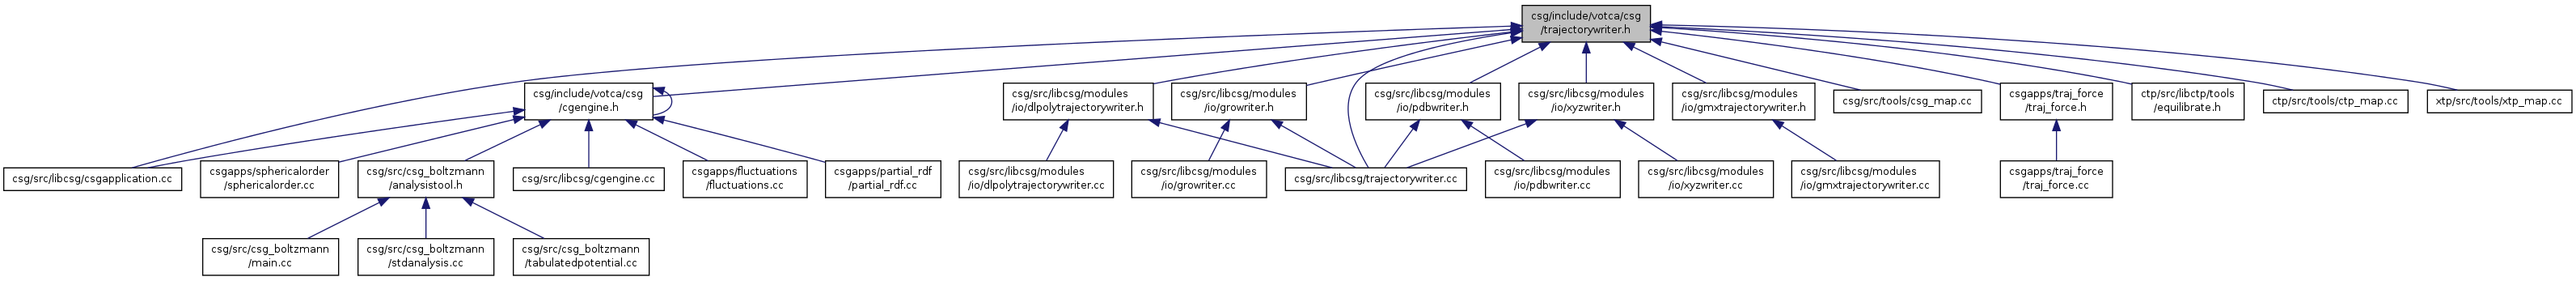 csg/include/votca/csg
/trajectorywriter.h
csg/include/votca/csg
/cgengine.h
csg/src/libcsg/modules
/io/dlpolytrajectorywriter.h
csg/src/libcsg/modules
/io/growriter.h
csg/src/libcsg/modules
/io/pdbwriter.h
csg/src/libcsg/modules
/io/xyzwriter.h
csg/src/libcsg/modules
/io/gmxtrajectorywriter.h
csg/src/tools/csg_map.cc
csgapps/traj_force
/traj_force.h
ctp/src/libctp/tools
/equilibrate.h
ctp/src/tools/ctp_map.cc
xtp/src/tools/xtp_map.cc
csg/src/libcsg/csgapplication.cc
csgapps/sphericalorder
/sphericalorder.cc
csg/src/csg_boltzmann
/analysistool.h
csg/src/libcsg/cgengine.cc
csgapps/fluctuations
/fluctuations.cc
csgapps/partial_rdf
/partial_rdf.cc
csg/src/libcsg/modules
/io/dlpolytrajectorywriter.cc
csg/src/libcsg/modules
/io/growriter.cc
csg/src/libcsg/trajectorywriter.cc
csg/src/libcsg/modules
/io/pdbwriter.cc
csg/src/libcsg/modules
/io/xyzwriter.cc
csg/src/libcsg/modules
/io/gmxtrajectorywriter.cc
csgapps/traj_force
/traj_force.cc
csg/src/csg_boltzmann
/main.cc
csg/src/csg_boltzmann
/stdanalysis.cc
csg/src/csg_boltzmann
/tabulatedpotential.cc